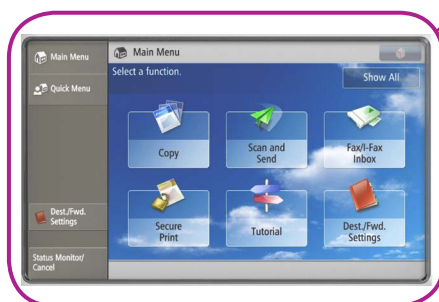 Main Menu
Quick Menu
Dest./Fwd.
Settings
Status Monitor/
Cancel
Main Menu
Select a function.
Show All
Copy
Scan and
Send
Fax/I-Fax
Inbox
Secure
Print
Tutorial
Dest./Fwd.
Settings